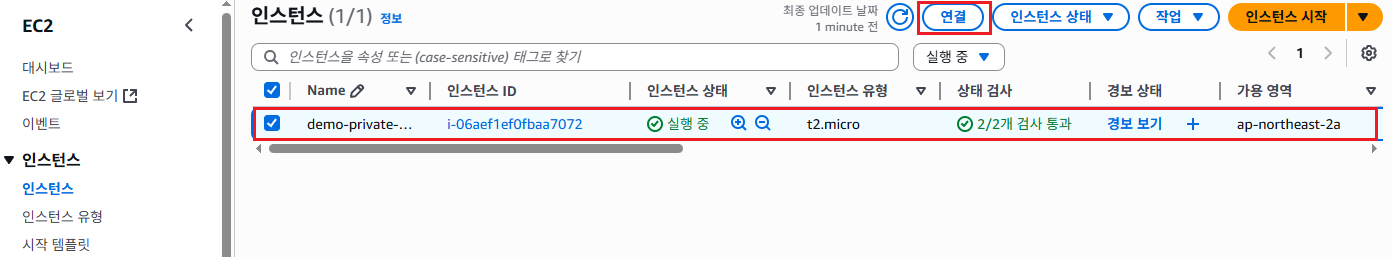 EC2
대시보드
EC2 글로벌 보기
이벤트
인스턴스
인스턴스
인스턴스 유형
시작 템플릿
인스턴스 (1/1) 정보
최종 업데이트 날짜
1 minute 전
연결
인스턴스 상태
작업
인스턴스 시작
인스턴스을 속성 또는 (case-sensitive) 태그로 찾기
실행 중
1
Name 인스턴스 ID 인스턴스 상태 인스턴스 유형 상태 검사 경보 상태 가용 영역
demo-private-... i-06aef1ef0fbaa7072 실행 중 t2.micro 2/2개 검사 통과 경보 보기 + ap-northeast-2a